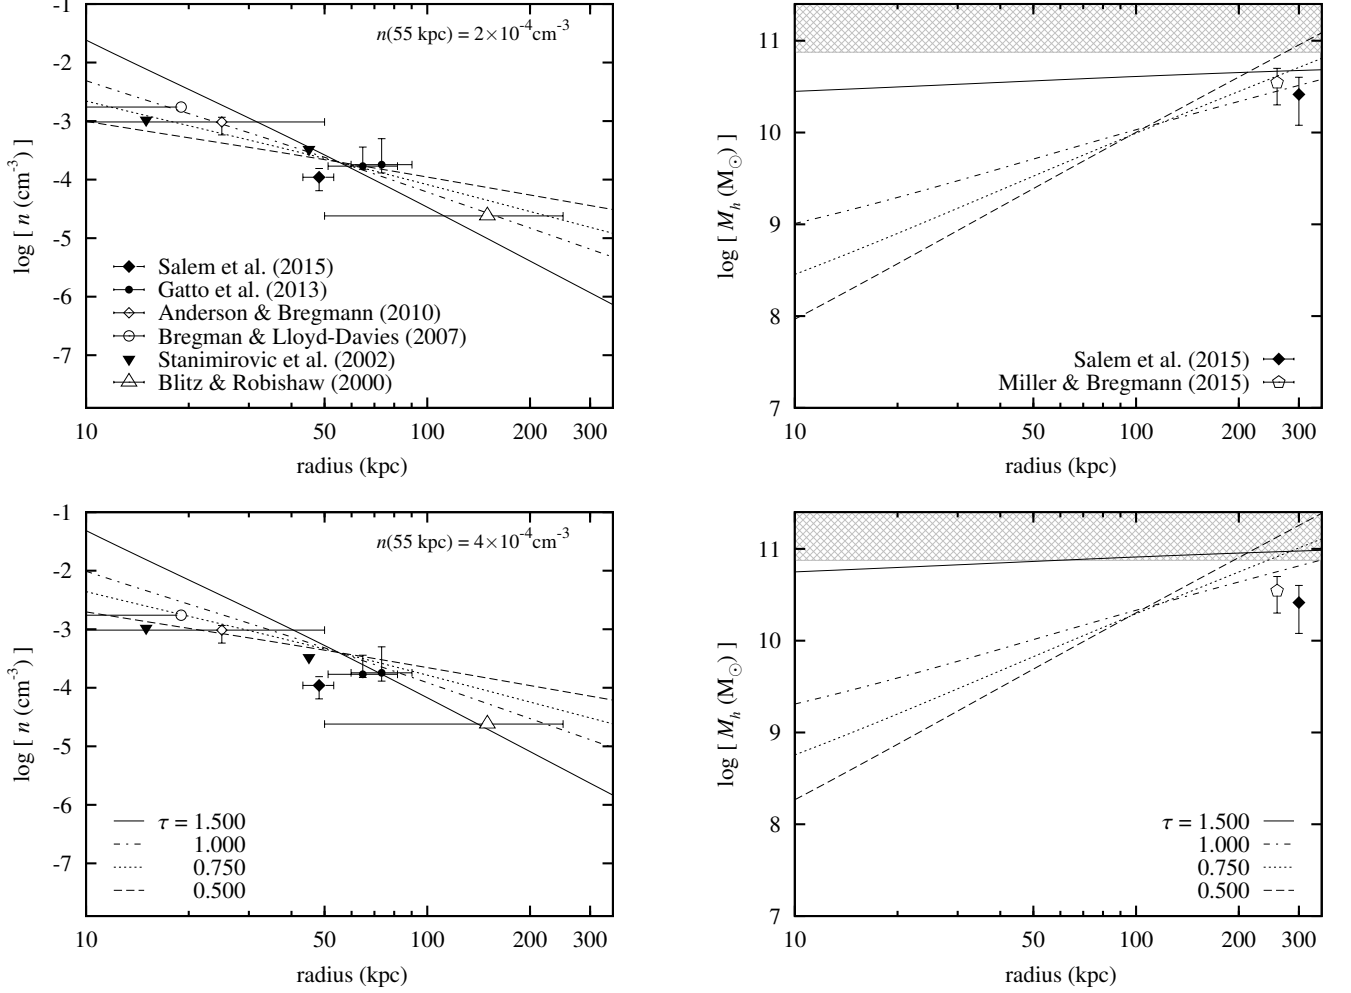 -1
-2
-3
-4
-5
-6
-7
log [ n (cm-3) ]
n(55 kpc) = 2×10-4cm-3
Salem et al. (2015)
Gatto et al. (2013)
Anderson & Bregmann (2010)
Bregman & Lloyd-Davies (2007)
Stanimirovic et al. (2002)
Blitz & Robishaw (2000)
10 50 100 200 300
radius (kpc)
11
10
9
8
7
log [ Mh (M☉) ]
Salem et al. (2015)
Miller & Bregmann (2015)
10 50 100 200 300
radius (kpc)
-1
-2
-3
-4
-5
-6
-7
log [ n (cm-3) ]
n(55 kpc) = 4×10-4cm-3
τ = 1.500
1.000
0.750
0.500
10 50 100 200 300
radius (kpc)
11
10
9
8
7
log [ Mh (M☉) ]
τ = 1.500
1.000
0.750
0.500
10 50 100 200 300
radius (kpc)